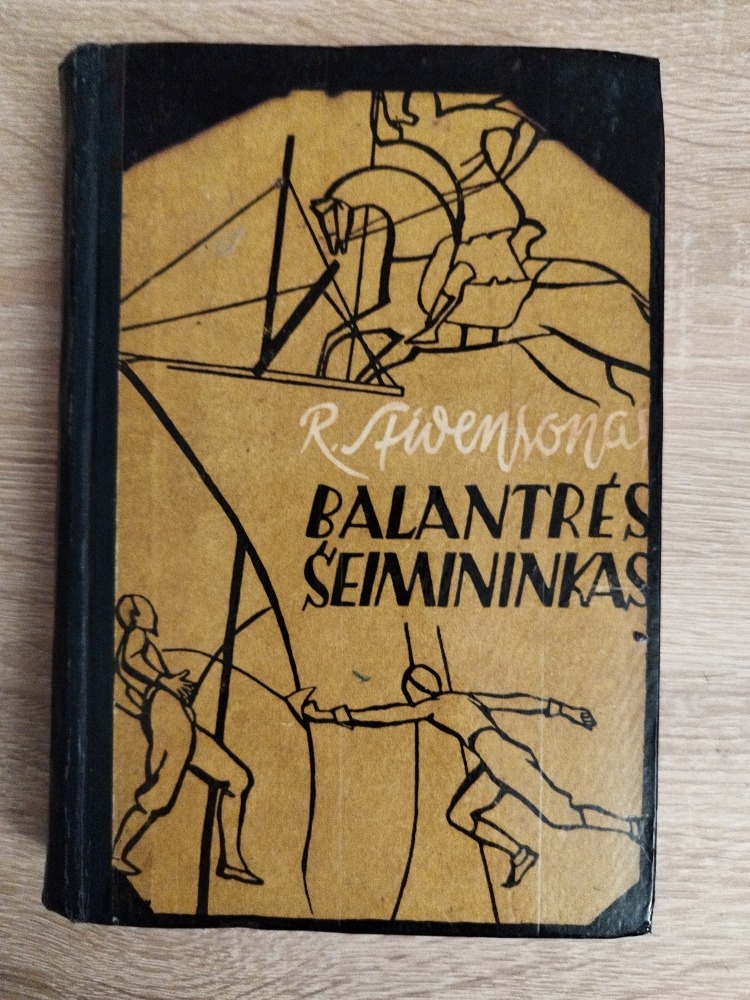 R. Stivensonas
BALANTRĖS
ŠEIMININKAS